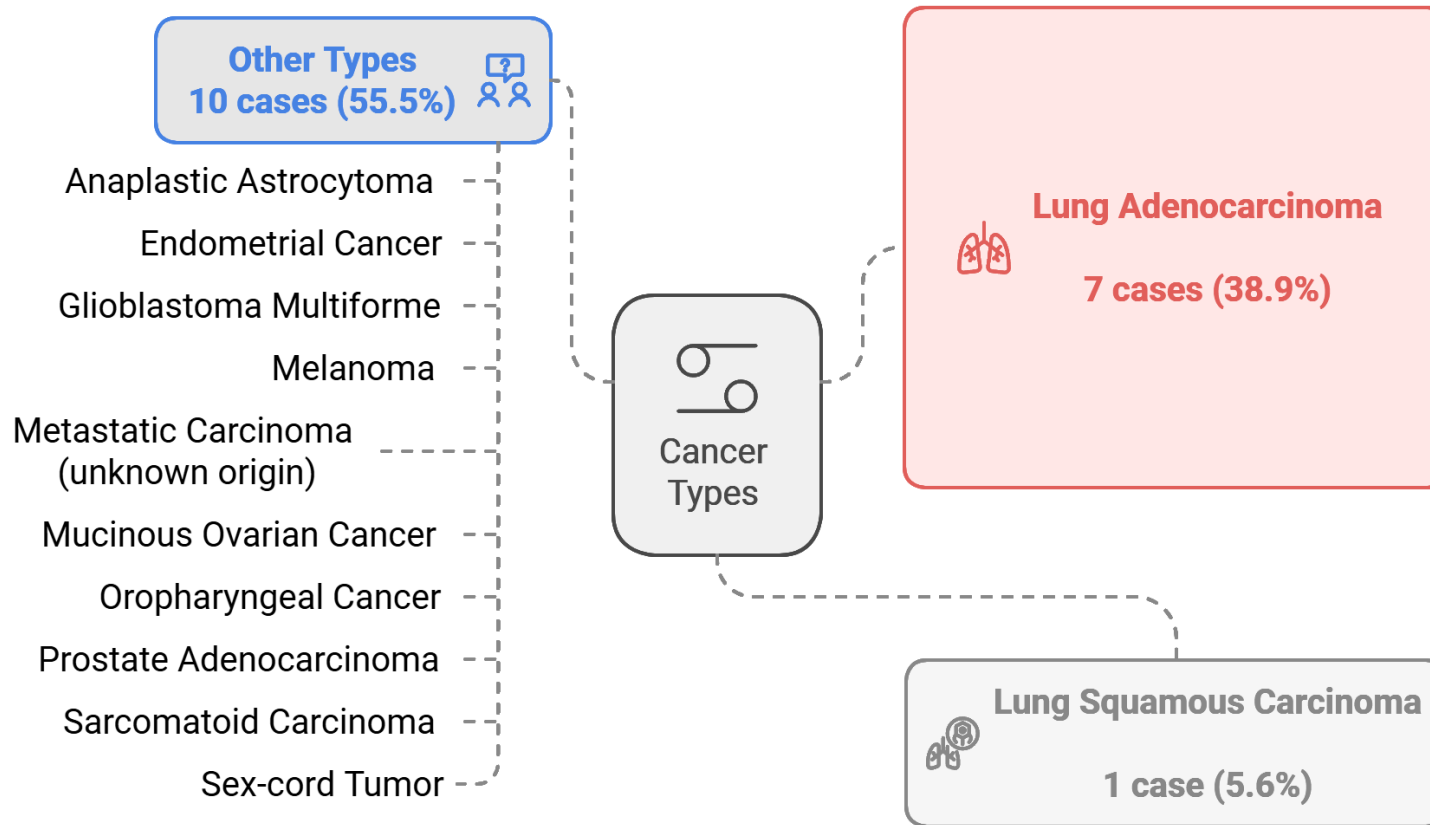 Other Types
10 cases (55.5%)
?
Anaplastic Astrocytoma
Endometrial Cancer
Glioblastoma Multiforme
Melanoma
Metastatic Carcinoma
(unknown origin)
Mucinous Ovarian Cancer
Oropharyngeal Cancer
Prostate Adenocarcinoma
Sarcomatoid Carcinoma
Sex-cord Tumor
Cancer
Types
Lung Adenocarcinoma
7 cases (38.9%)
Lung Squamous Carcinoma
1 case (5.6%)